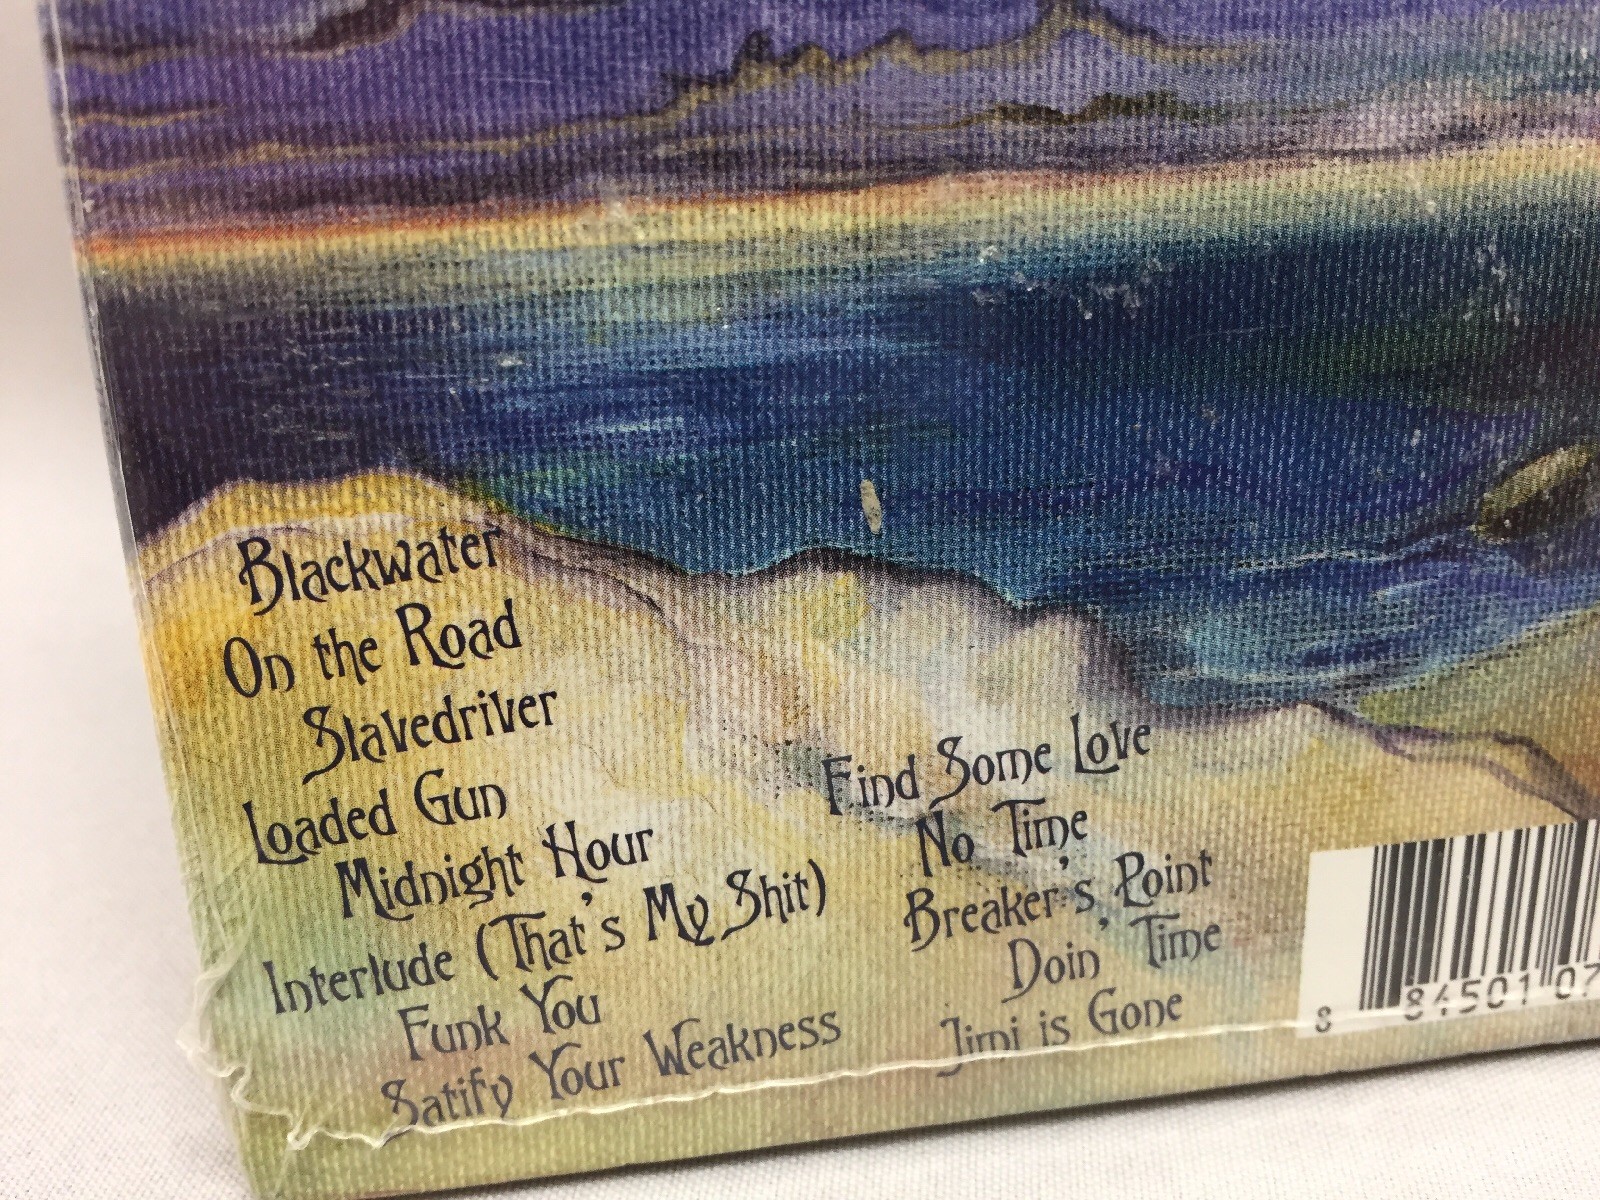 Blackwater
On the Road
Slavedriver
Loaded Gun
Midnight Hour
Interlude (That's My Shit)
Funk You
Satify Your Weakness
Find Some Love
No Time
Breaker's Point
Doin' Time
Jimi is Gone
8 84501 07